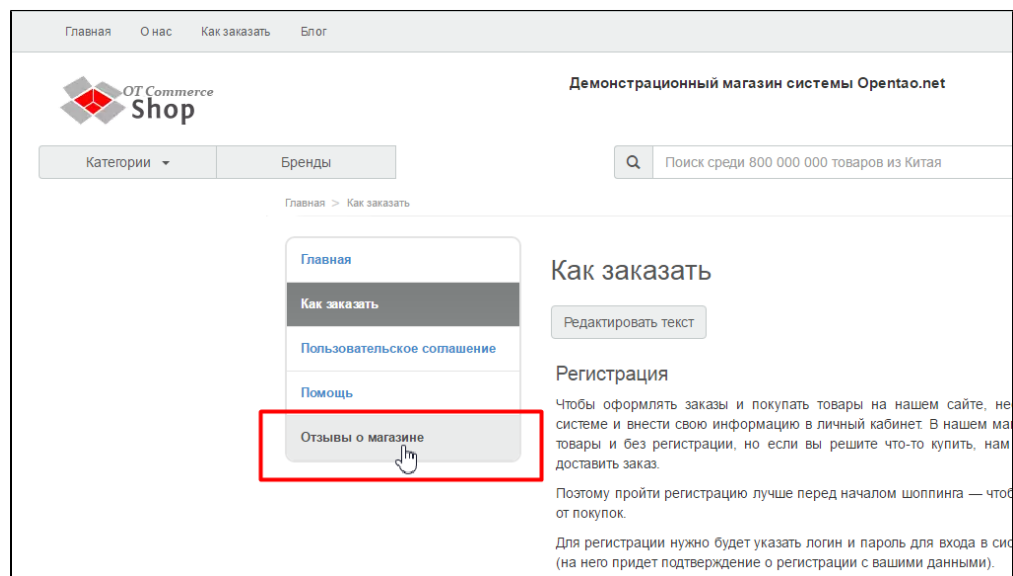 Главная О нас Как заказать Блог
OT Commerce
Shop
Демонстрационный магазин системы Opentao.net
Категории Бренды
Поиск среди 800 000 000 товаров из Китая
Главная > Как заказать
Главная
Как заказать
Пользовательское соглашение
Помощь
Отзывы о магазине
Как заказать
Редактировать текст
Регистрация
Чтобы оформлять заказы и покупать товары на нашем сайте, не
системе и внести свою информацию в личный кабинет. В нашем ма
товары и без регистрации, но если вы решите что-то купить, нам
доставить заказ.
Поэтому пройти регистрацию лучше перед началом шоппинга — чтоб
от покупок.
Для регистрации нужно будет указать логин и пароль для входа в сис
(на него придет подтверждение о регистрации с вашими данными).